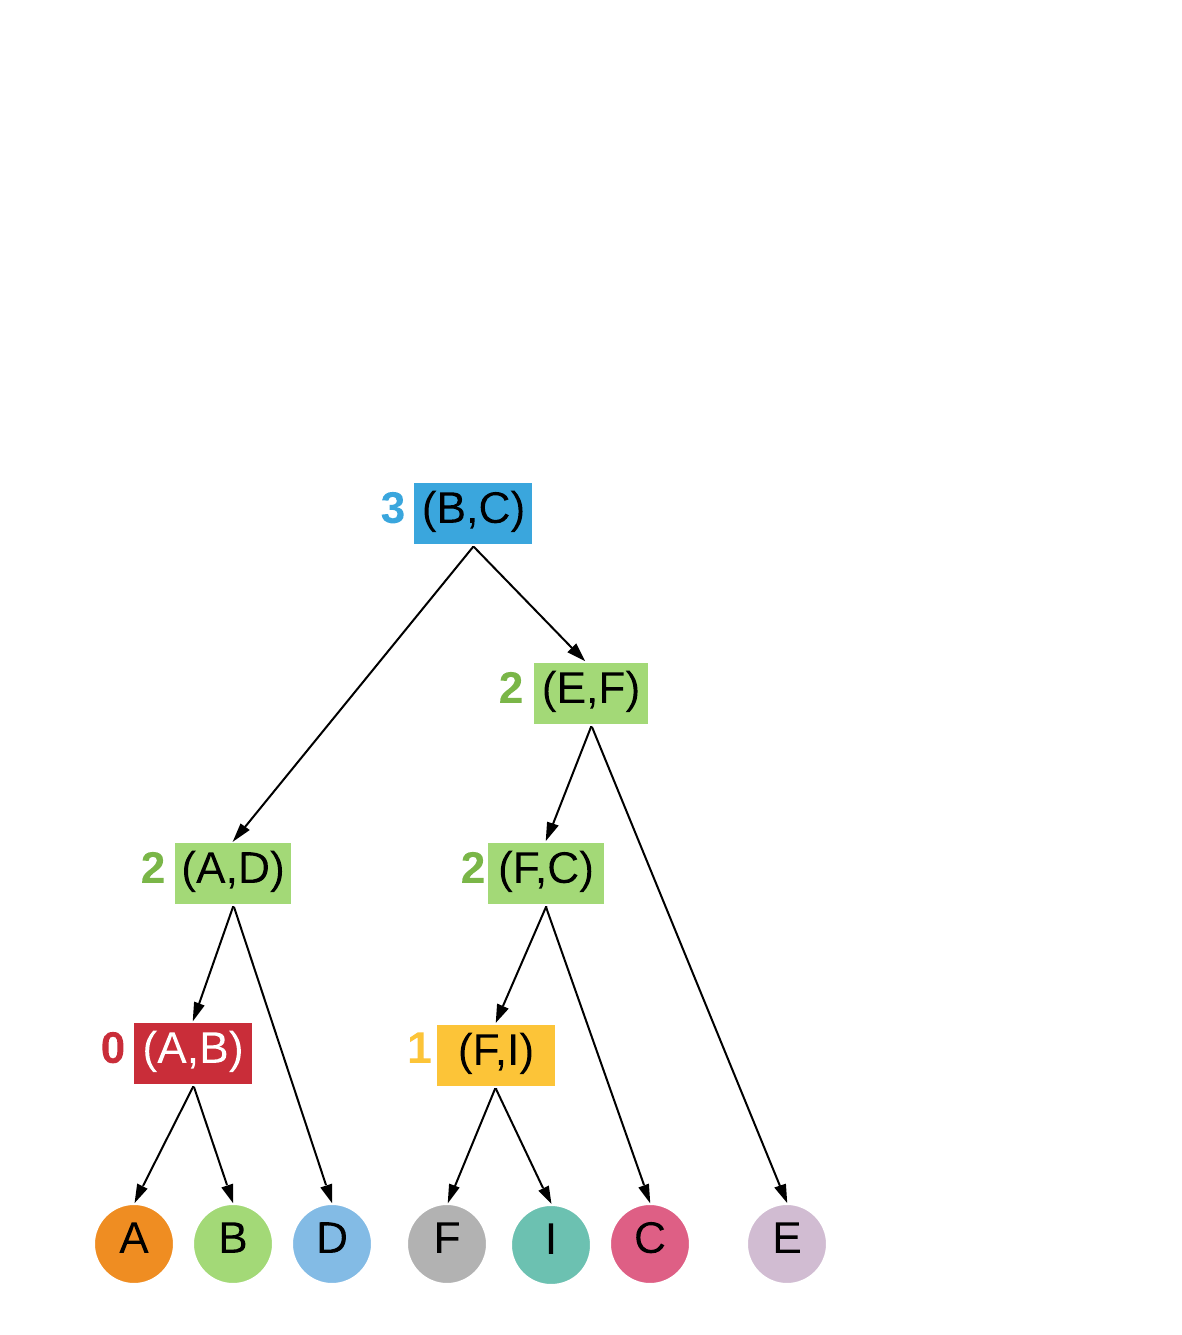 3 (B,C)
2 (E,F)
2 (A,D)
2 (F,C)
0 (A,B)
1 (F,I)
A B D F I C E